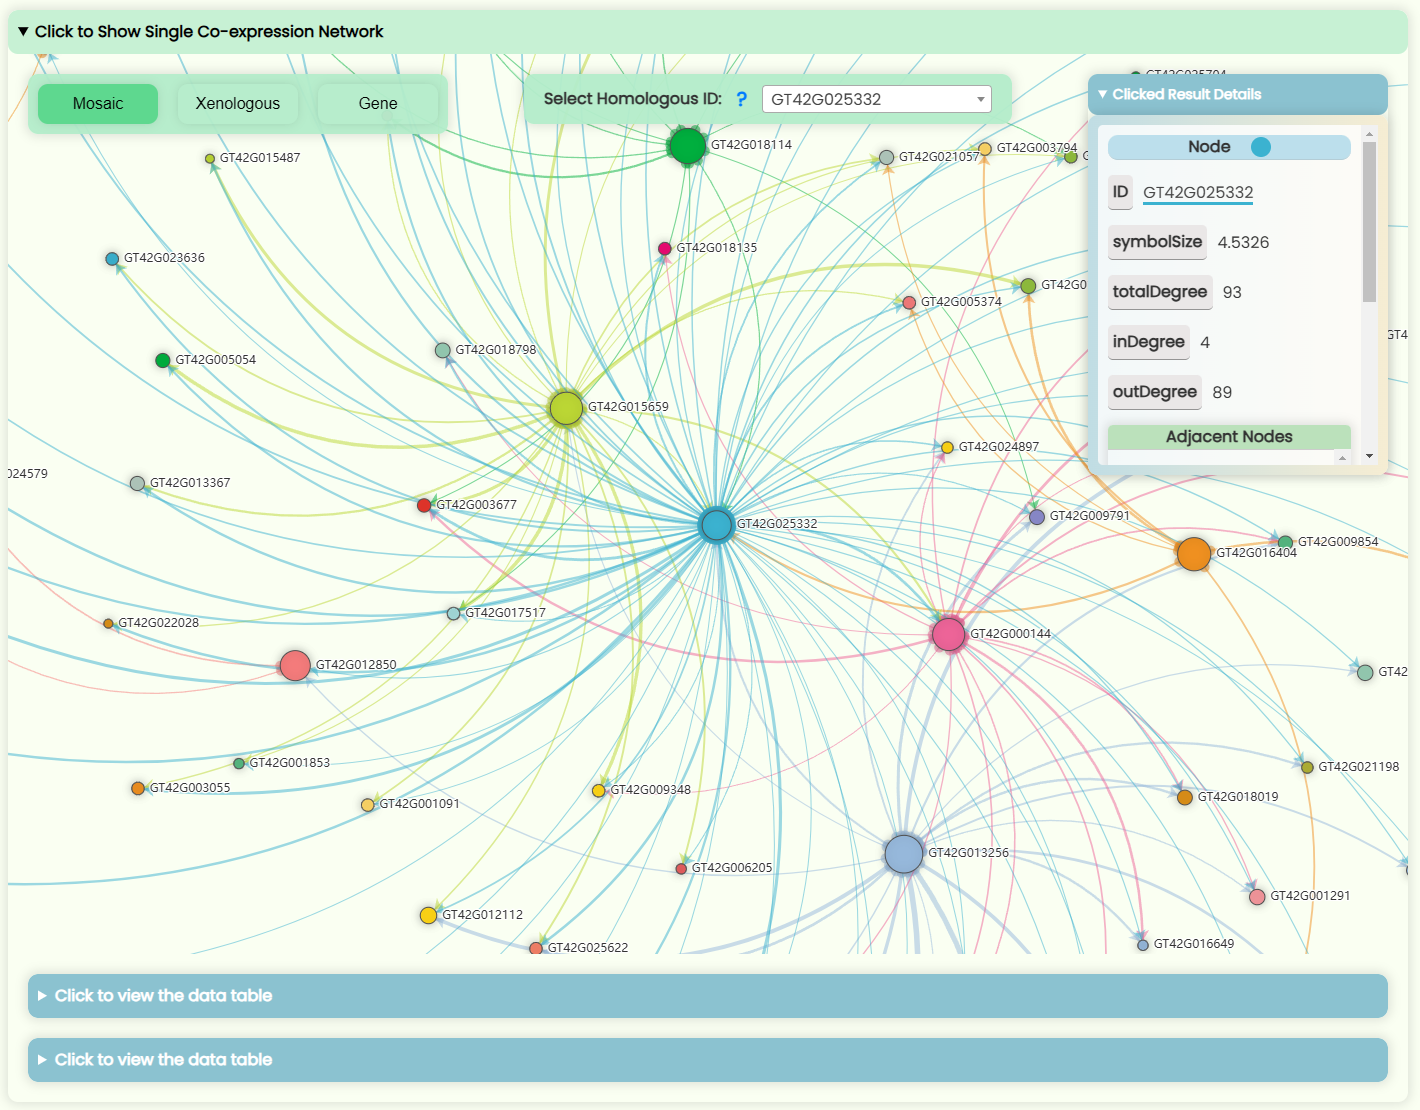 Click to Show Single Co-expression Network
Mosaic
Xenologous
Gene
Select Homologous ID: ? GT42G025332
Clicked Result Details
Node
ID GT42G025332
symbolSize 4.5326
totalDegree 93
inDegree 4
outDegree 89
Adjacent Nodes
GT42G018114
GT42G015487
GT42G021057
GT42G003794
GT42G018135
GT42G023636
GT42G0
GT42G005374
GT4
GT42G018798
GT42G005054
GT42G015659
GT42G024897
024579
GT42G013367
GT42G003677
GT42G009791
GT42G025332
GT42G009854
GT42G016404
GT42G017517
GT42G022028
GT42G000144
GT42G012850
GT42
GT42G001853
GT42G021198
GT42G003055
GT42G009348
GT42G018019
GT42G001091
GT42G013256
GT42G006205
GT42G001291
GT42G012112
GT42G016649
GT42G025622
Click to view the data table
Click to view the data table